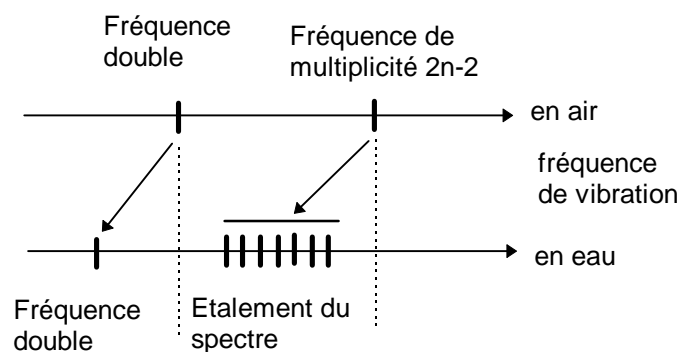 Fréquence
double
Fréquence de
multiplicité 2n-2
en air
fréquence
de vibration
en eau
Fréquence
double
Etalement du
spectre